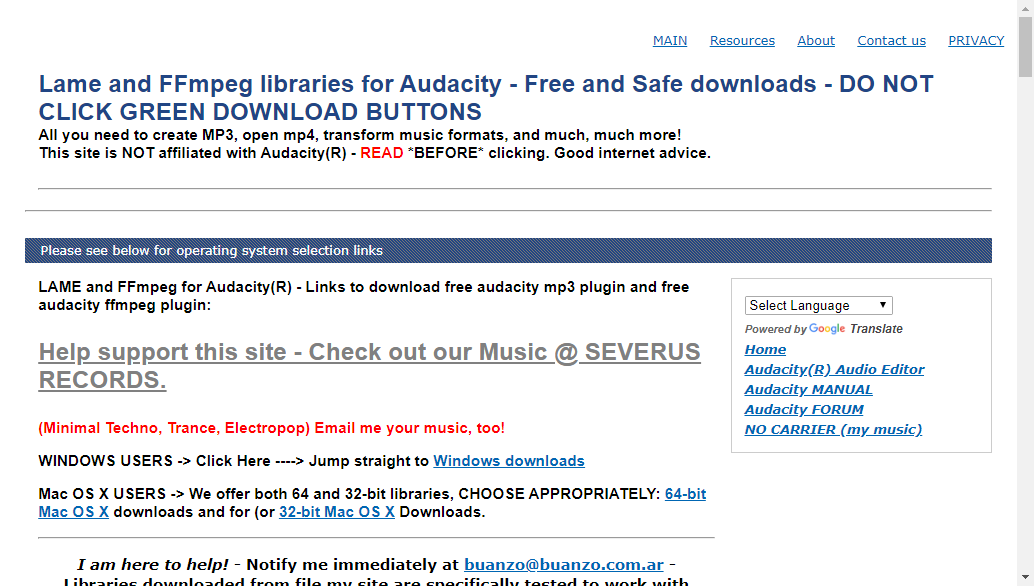 MAIN Resources About Contact us PRIVACY
Lame and FFmpeg libraries for Audacity - Free and Safe downloads - DO NOT
CLICK GREEN DOWNLOAD BUTTONS
All you need to create MP3, open mp4, transform music formats, and much, much more!
This site is NOT affiliated with Audacity(R) - READ *BEFORE* clicking. Good internet advice.
Please see below for operating system selection links
LAME and FFmpeg for Audacity(R) - Links to download free audacity mp3 plugin and free
audacity ffmpeg plugin:
Help support this site - Check out our Music @ SEVERUS
RECORDS.
(Minimal Techno, Trance, Electropop) Email me your music, too!
WINDOWS USERS -> Click Here ----> Jump straight to Windows downloads
Mac OS X USERS -> We offer both 64 and 32-bit libraries, CHOOSE APPROPRIATELY: 64-bit
Mac OS X downloads and for (or 32-bit Mac OS X Downloads.
I am here to help! - Notify me immediately at buanzo@buanzo.com.ar -
Libraries downloaded from file my site are specifically tested to work with
Select Language
Powered by Google Translate
Home
Audacity(R) Audio Editor
Audacity MANUAL
Audacity FORUM
NO CARRIER (my music)